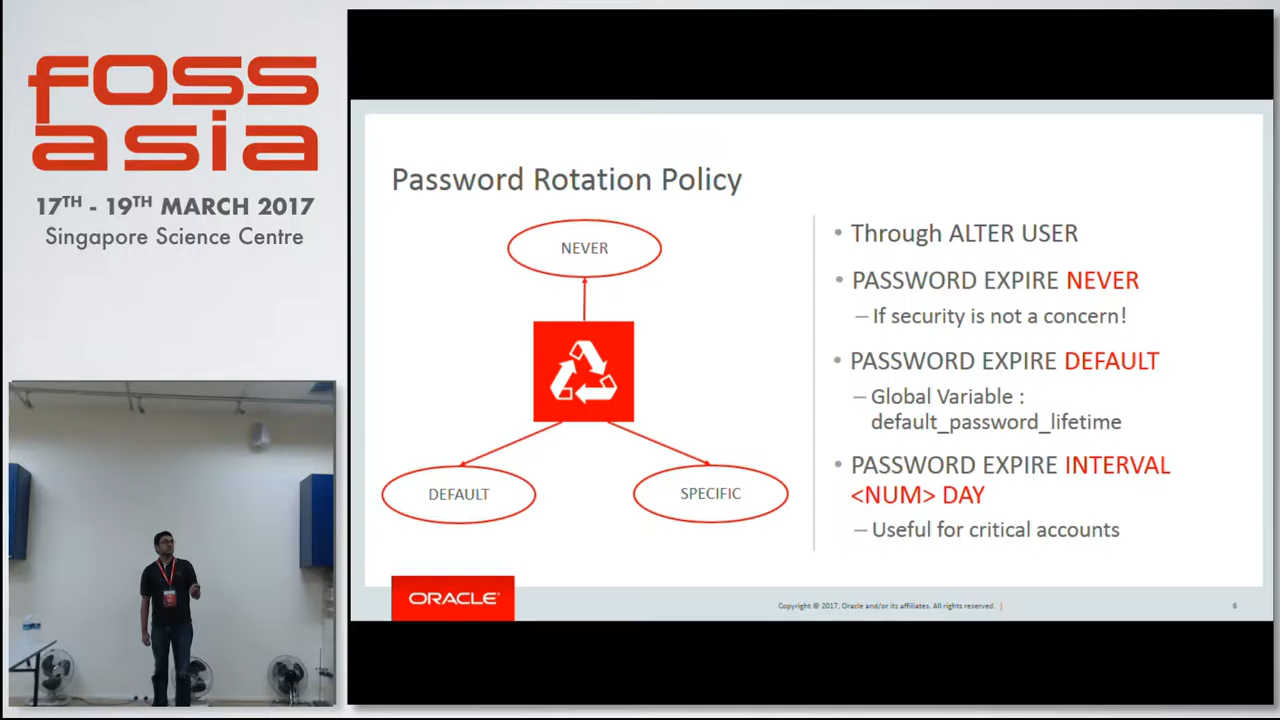 FOSS
asia
17TH - 19TH MARCH 2017
Singapore Science Centre
Password Rotation Policy
NEVER
DEFAULT
SPECIFIC
• Through ALTER USER
• PASSWORD EXPIRE NEVER
– If security is not a concern!
• PASSWORD EXPIRE DEFAULT
– Global Variable :
default_password_lifetime
• PASSWORD EXPIRE INTERVAL
<NUM> DAY
– Useful for critical accounts
ORACLE®
Copyright © 2017, Oracle and/or its affiliates. All rights reserved. |
6